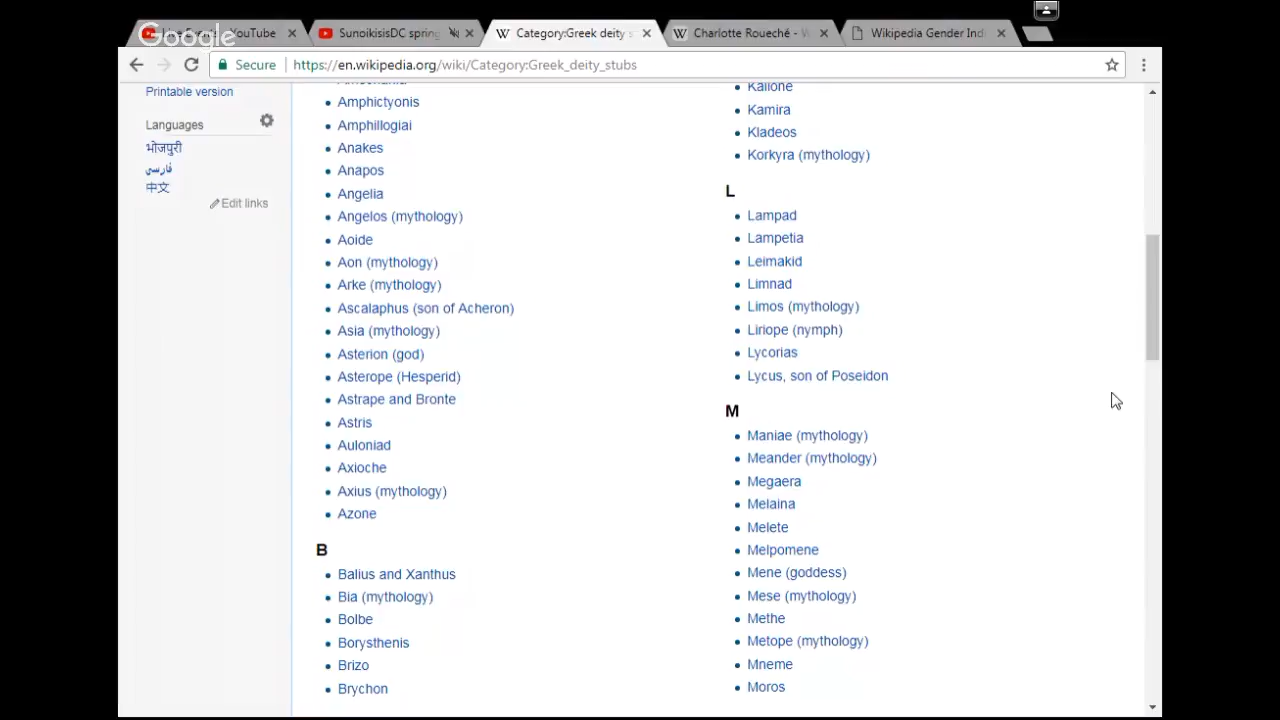 Google
YouTube
SunoikisisDC spring
Category:Greek deity s
Charlotte Roueché - W
Wikipedia Gender Ind
Secure
https://en.wikipedia.org/wiki/Category:Greek_deity_stubs
Printable version
Languages
भोजपुरी
فارسی
中文
Edit links
Amphictyonis
Amphillogiai
Anakes
Anapos
Angelia
Angelos (mythology)
Aoide
Aon (mythology)
Arke (mythology)
Ascalaphus (son of Acheron)
Asia (mythology)
Asterion (god)
Asterope (Hesperid)
Astrape and Bronte
Astris
Auloniad
Axioche
Axius (mythology)
Azone
B
Balius and Xanthus
Bia (mythology)
Bolbe
Borysthenis
Brizo
Brychon
Kallone
Kamira
Kladeos
Korkyra (mythology)
L
Lampad
Lampetia
Leimakid
Limnad
Limos (mythology)
Liriope (nymph)
Lycorias
Lycus, son of Poseidon
M
Maniae (mythology)
Meander (mythology)
Megaera
Melaina
Melete
Melpomene
Mene (goddess)
Mese (mythology)
Methe
Metope (mythology)
Mneme
Moros